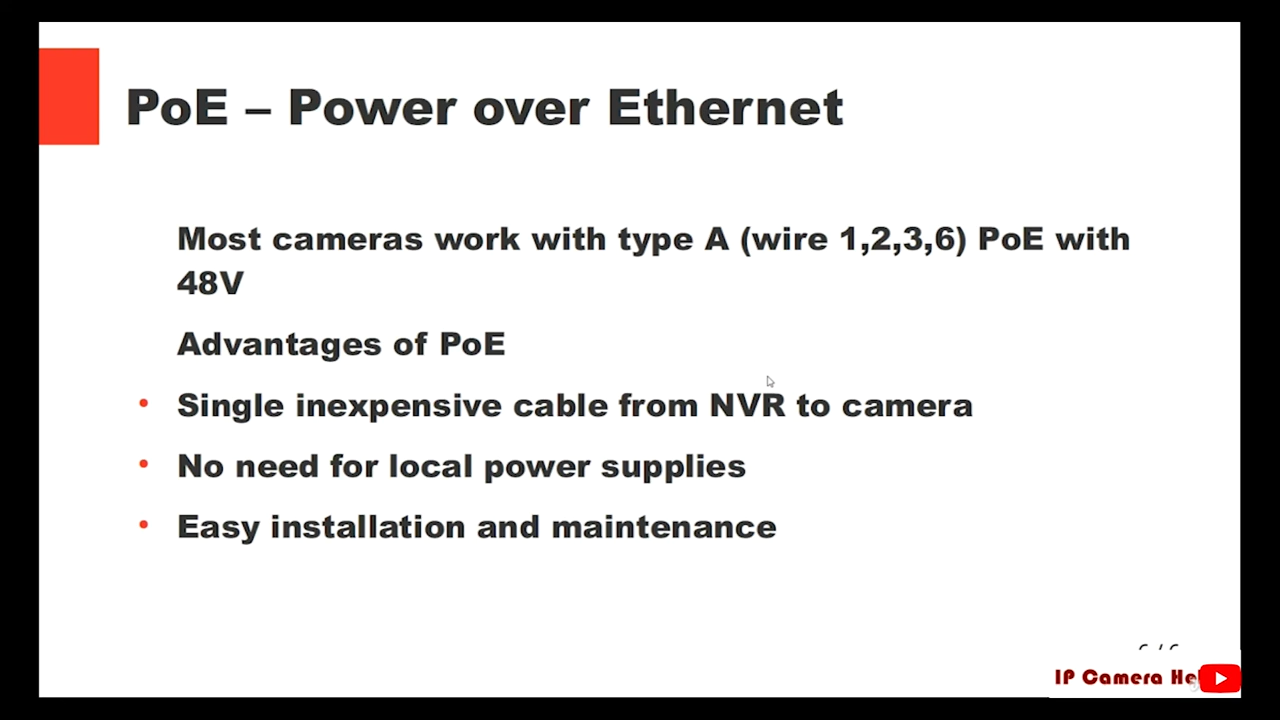 PoE – Power over Ethernet
Most cameras work with type A (wire 1,2,3,6) PoE with
48V
Advantages of PoE
• Single inexpensive cable from NVR to camera
• No need for local power supplies
• Easy installation and maintenance
IP Camera